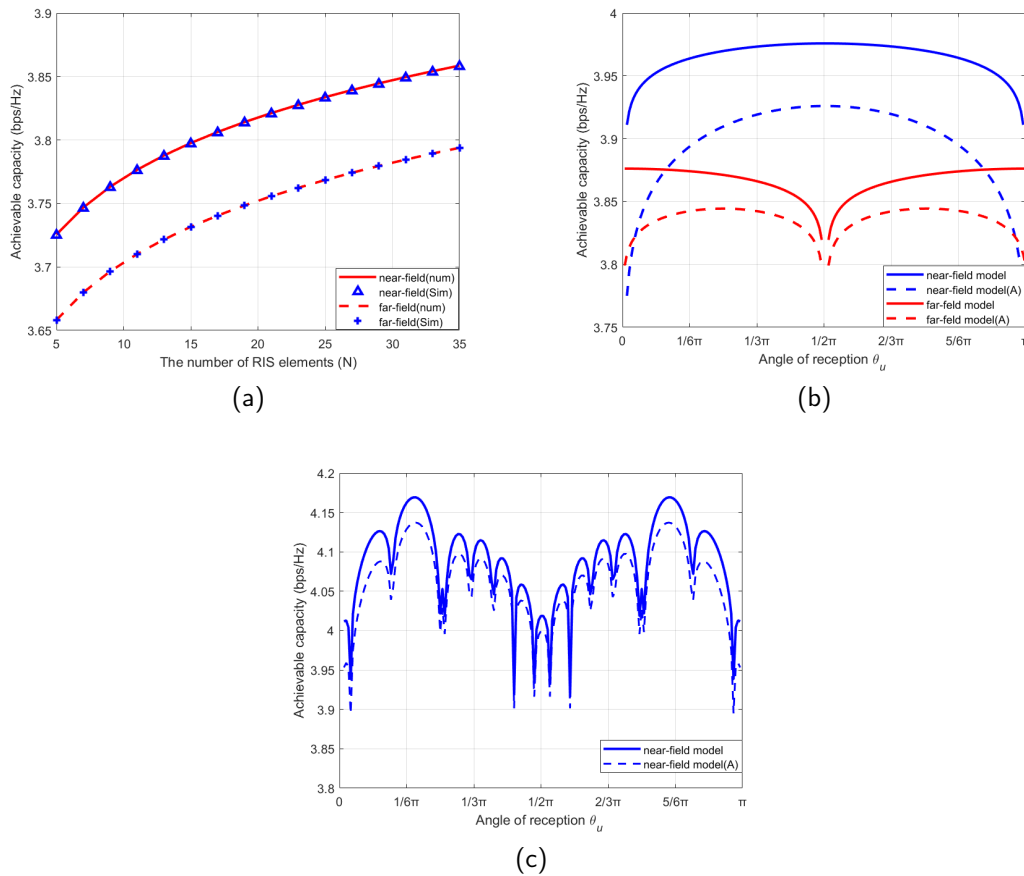 3.9
3.85
3.8
3.75
3.7
3.65
Achievable capacity (bps/Hz)
5
10
15
20
25
30
35
The number of RIS elements (N)
near-field(num)
near-field(Sim)
far-field(num)
far-field(Sim)
(a)
4
3.95
3.9
3.85
3.8
3.75
Achievable capacity (bps/Hz)
0
1/6π
1/3π
1/2π
2/3π
5/6π
π
Angle of reception θ_u
near-field model
near-field model(A)
far-feld model
far-feld model(A)
(b)
4.2
4.15
4.1
4.05
4
3.95
3.9
3.85
3.8
Achievable capacity (bps/Hz)
0
1/6π
1/3π
1/2π
2/3π
5/6π
π
Angle of reception θ_u
near-field model
near-field model(A)
(c)